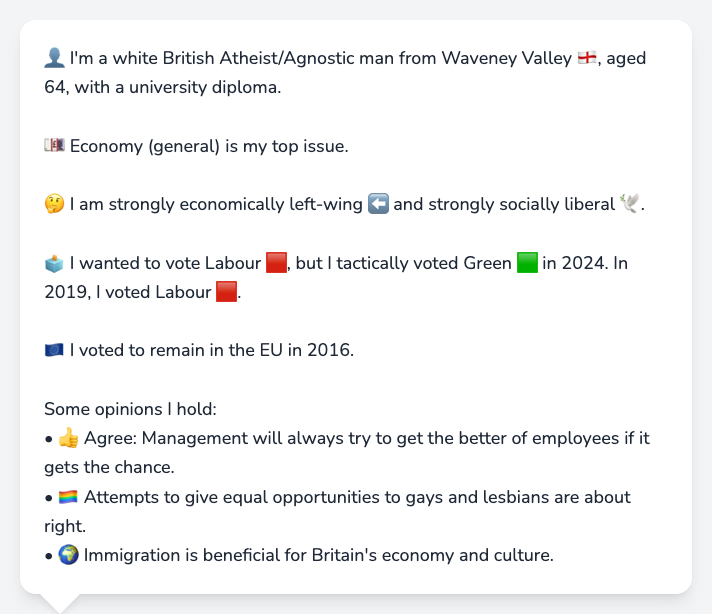 👤 I'm a white British Atheist/Agnostic man from Waveney Valley 🏴󠁧󠁢󠁥󠁮󠁧󠁿, aged
64, with a university diploma.
💷 Economy (general) is my top issue.
🤔 I am strongly economically left-wing ⬅️ and strongly socially liberal 🕊️.
🗳️ I wanted to vote Labour 🟥, but I tactically voted Green 🟩 in 2024. In
2019, I voted Labour 🟥.
🇪🇺 I voted to remain in the EU in 2016.
Some opinions I hold:
• 👍 Agree: Management will always try to get the better of employees if it
gets the chance.
• 🏳️‍🌈 Attempts to give equal opportunities to gays and lesbians are about
right.
• 🌍 Immigration is beneficial for Britain's economy and culture.